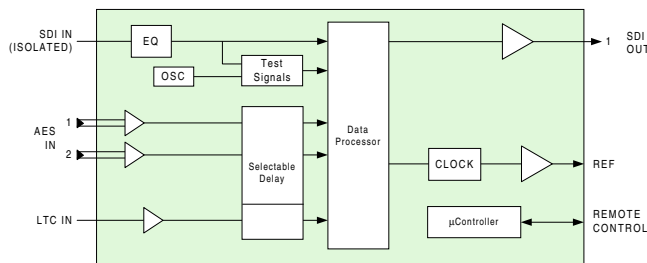 SDI IN
(ISOLATED)
EQ
OSC
Test
Signals
1
AES
IN
2
Selectable
Delay
LTC IN
Data
Processor
1
SDI
OUT
CLOCK
REF
µController
REMOTE
CONTROL